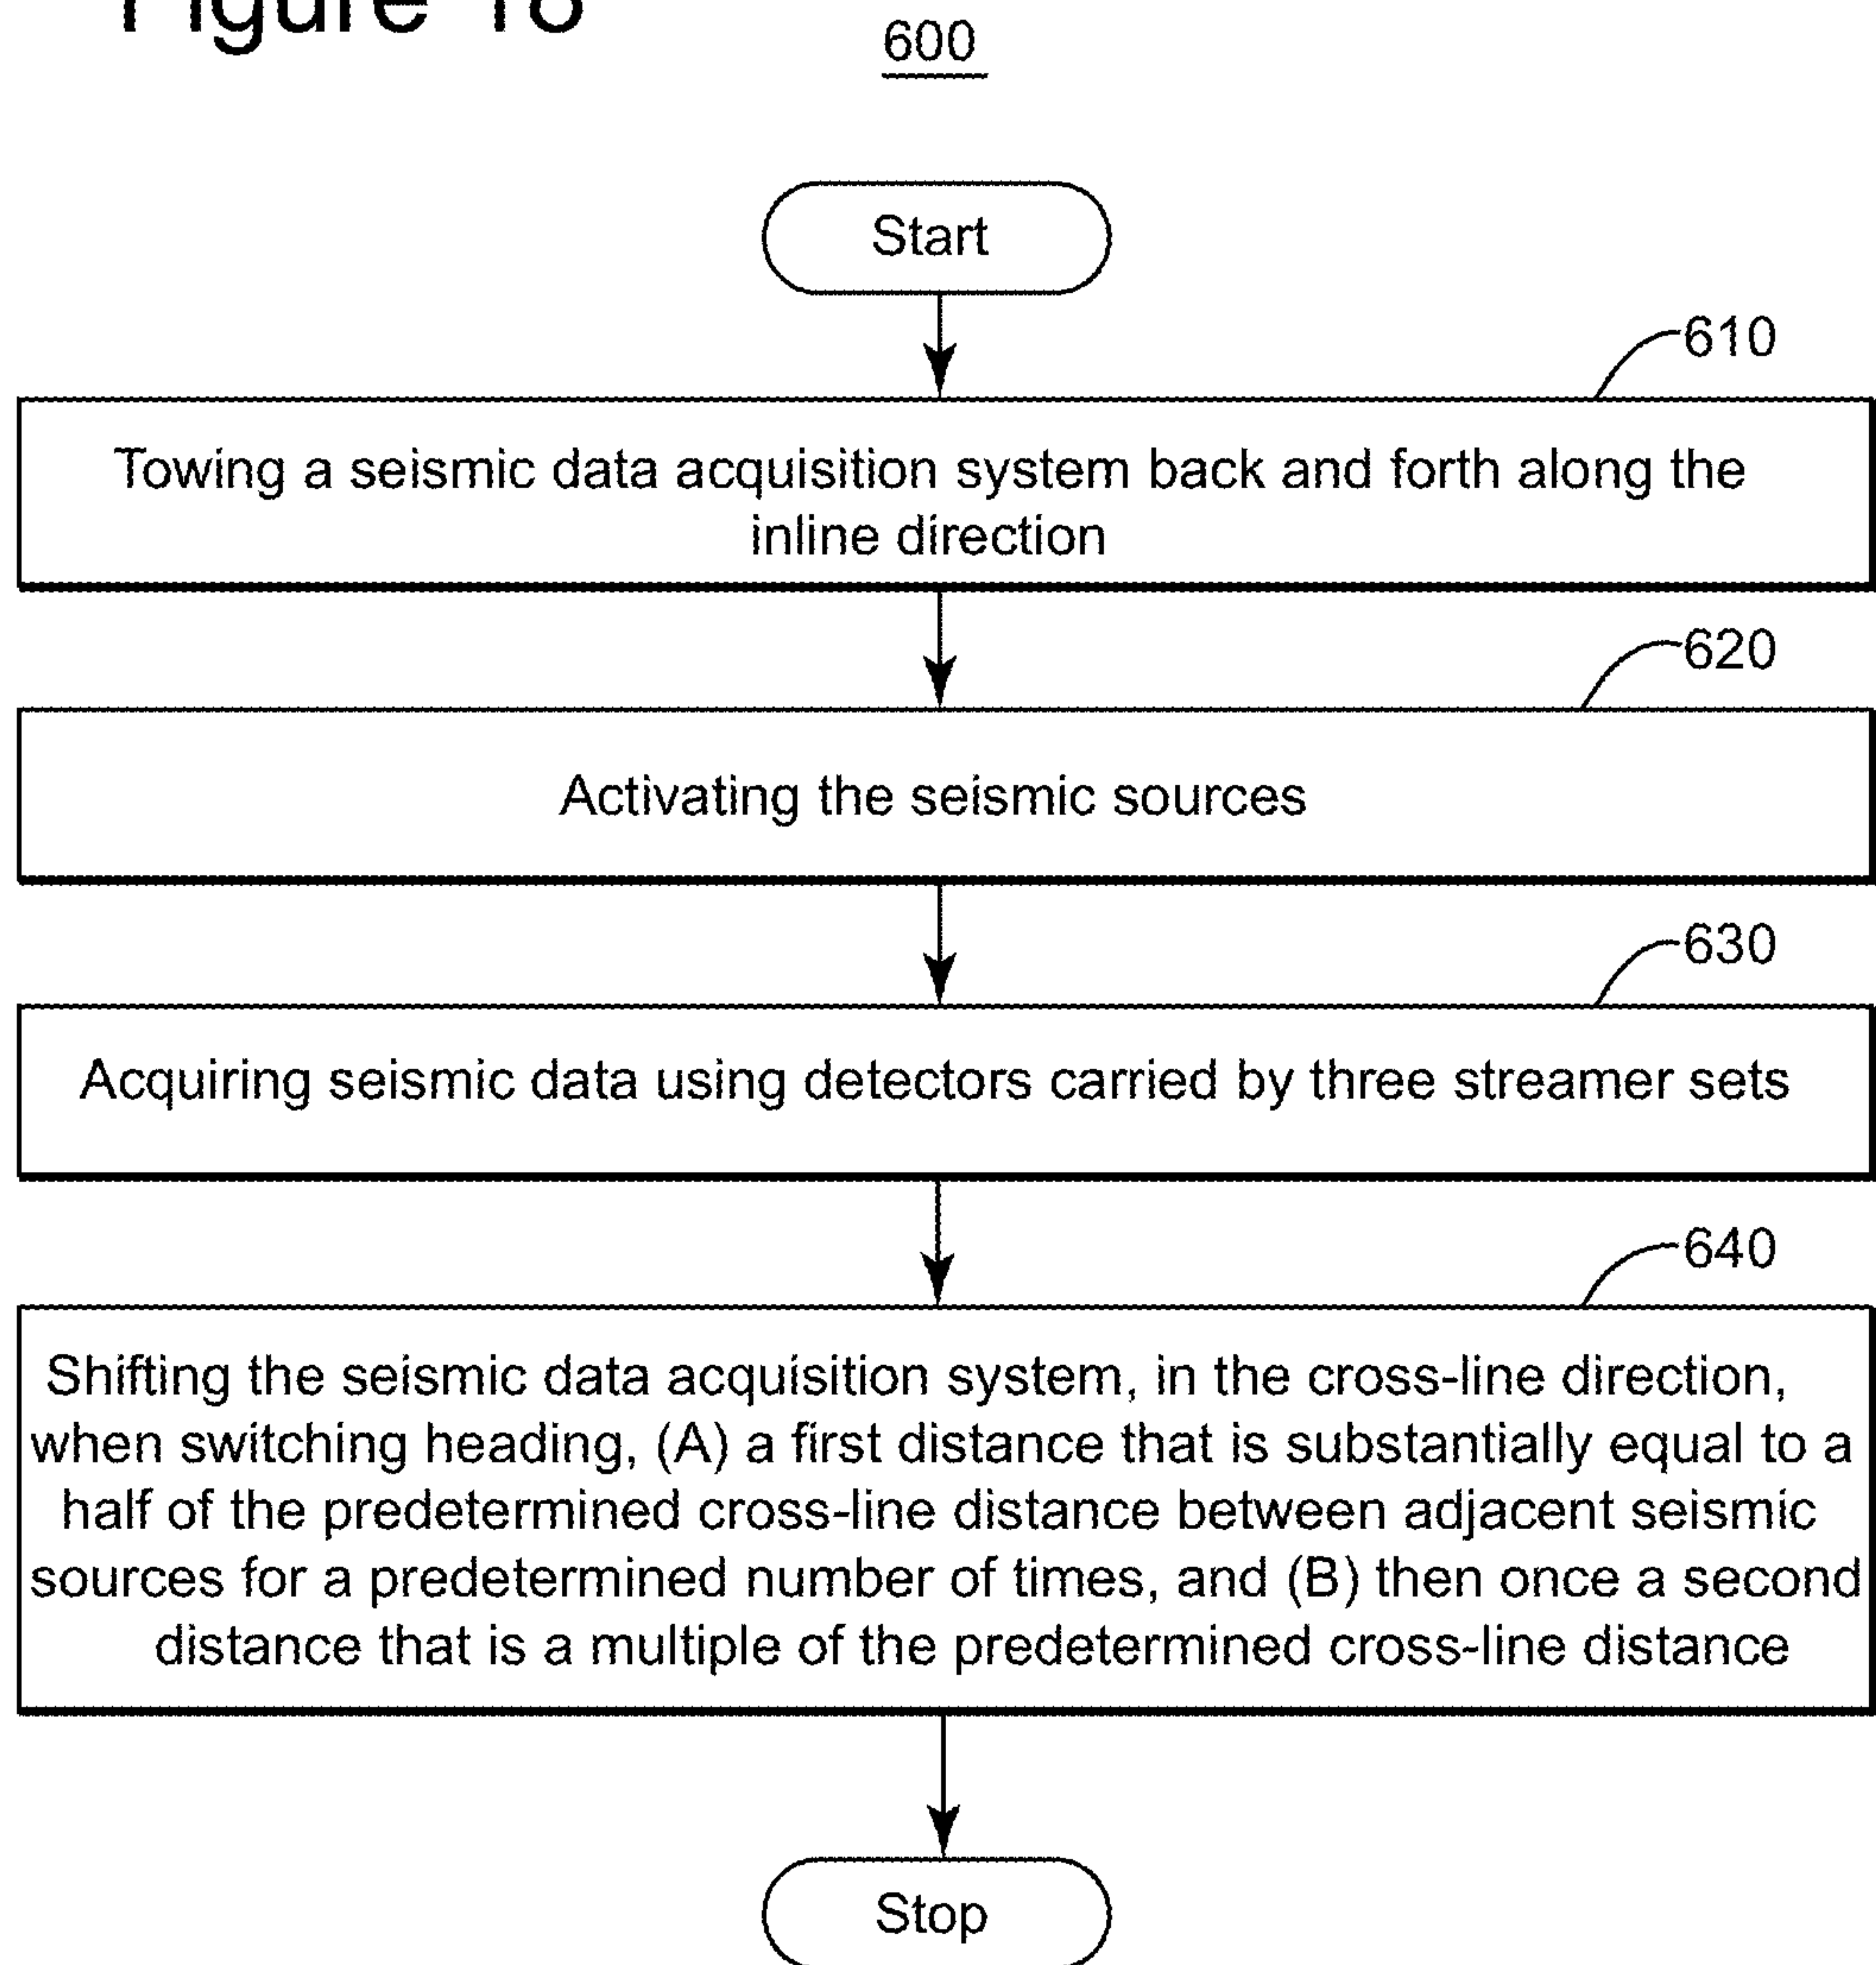 Figure 18
600
Start
610
Towing a seismic data acquisition system back and forth along the
inline direction
620
Activating the seismic sources
630
Acquiring seismic data using detectors carried by three streamer sets
640
Shifting the seismic data acquisition system, in the cross-line direction,
when switching heading, (A) a first distance that is substantially equal to a
half of the predetermined cross-line distance between adjacent seismic
sources for a predetermined number of times, and (B) then once a second
distance that is a multiple of the predetermined cross-line distance
Stop